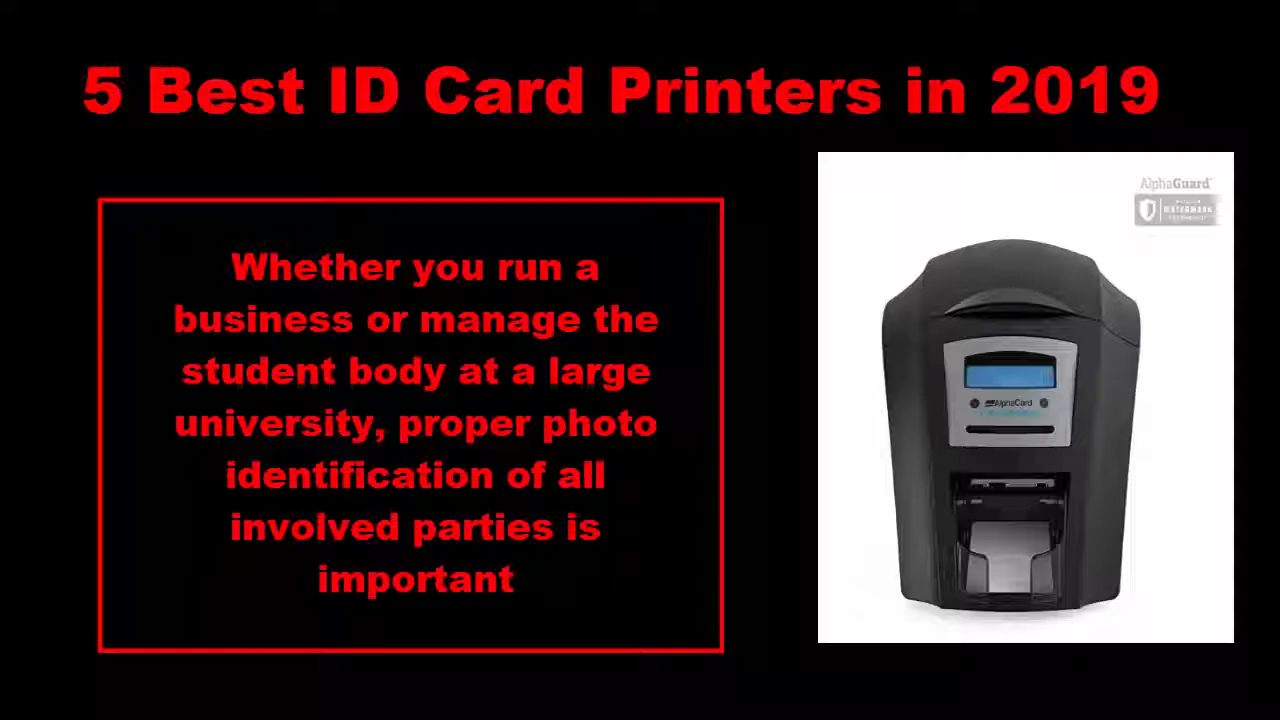 5 Best ID Card Printers in 2019
Whether you run a
business or manage the
student body at a large
university, proper photo
identification of all
involved parties is
important
AlphaGuard
WATERMARK
AlphaCard